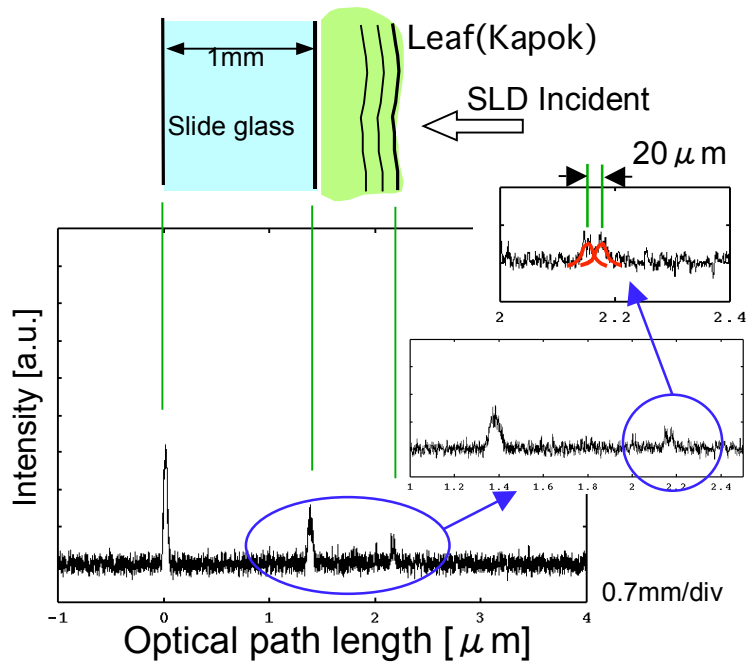 Leaf(Kapok)
1mm
SLD Incident
Slide glass
20μm
2 2.2 2.4
Intensity [a.u.]
1 1.2 1.4 1.6 1.8 2 2.2 2.4
0.7mm/div
-1 0 1 2 3 4
Optical path length [μm]